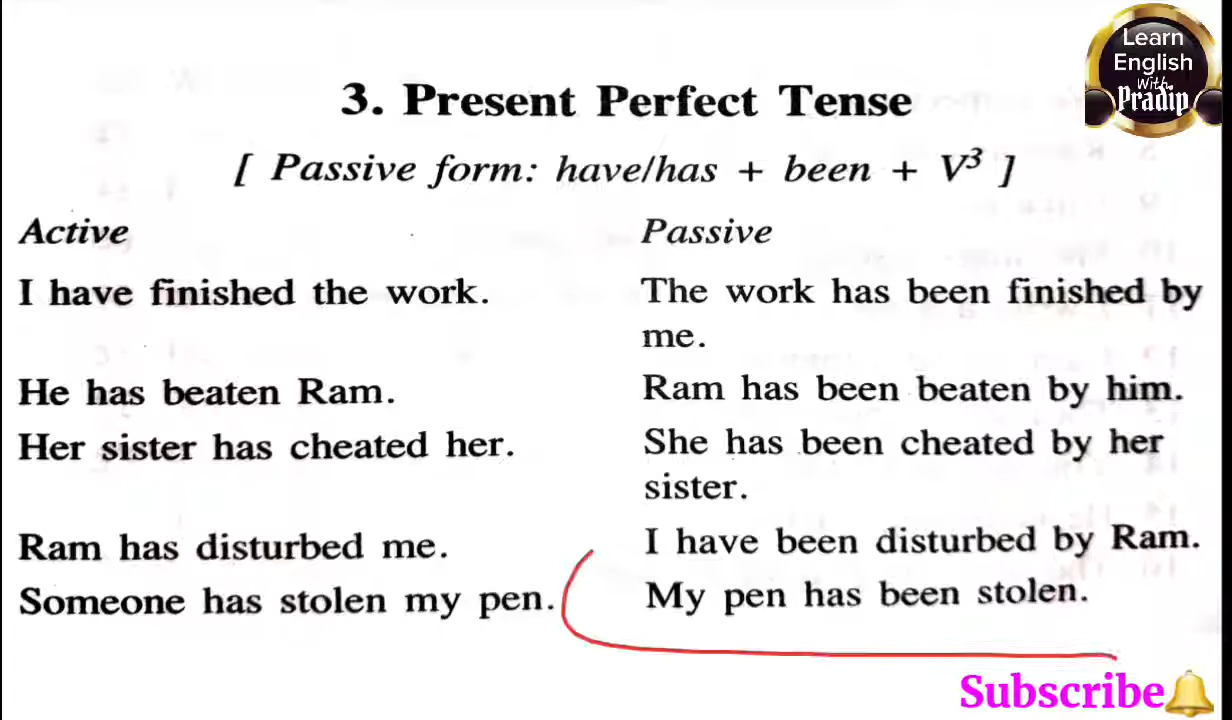 Learn
English
With
Pradip
3. Present Perfect Tense
[ Passive form: have/has + been + V³ ]
Active Passive
I have finished the work. The work has been finished by
me.
He has beaten Ram. Ram has been beaten by him.
Her sister has cheated her. She has been cheated by her
sister.
Ram has disturbed me. I have been disturbed by Ram.
Someone has stolen my pen. My pen has been stolen.
Subscribe